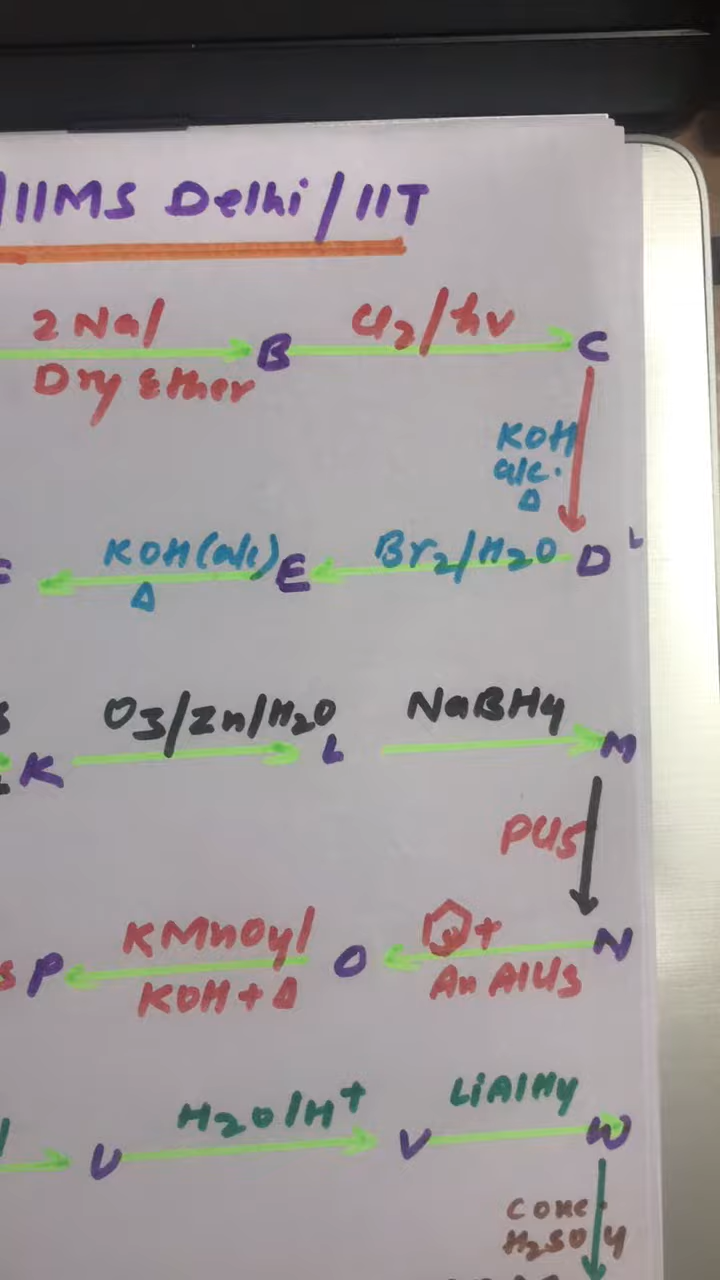 /IIMS Delhi/IIT
2 Na/ Cl2/hv
B C
Dry Ether
KOH
alc.
Δ
KOH(alc) E Br2/H2O D
Δ
O3/Zn/H2O NaBH4
K L M
PCl5
KMnO4/ + N
P O
KOH + Δ An AlCl3
H2O/H+ LiAlH4
U V W
Conc.
H2SO4